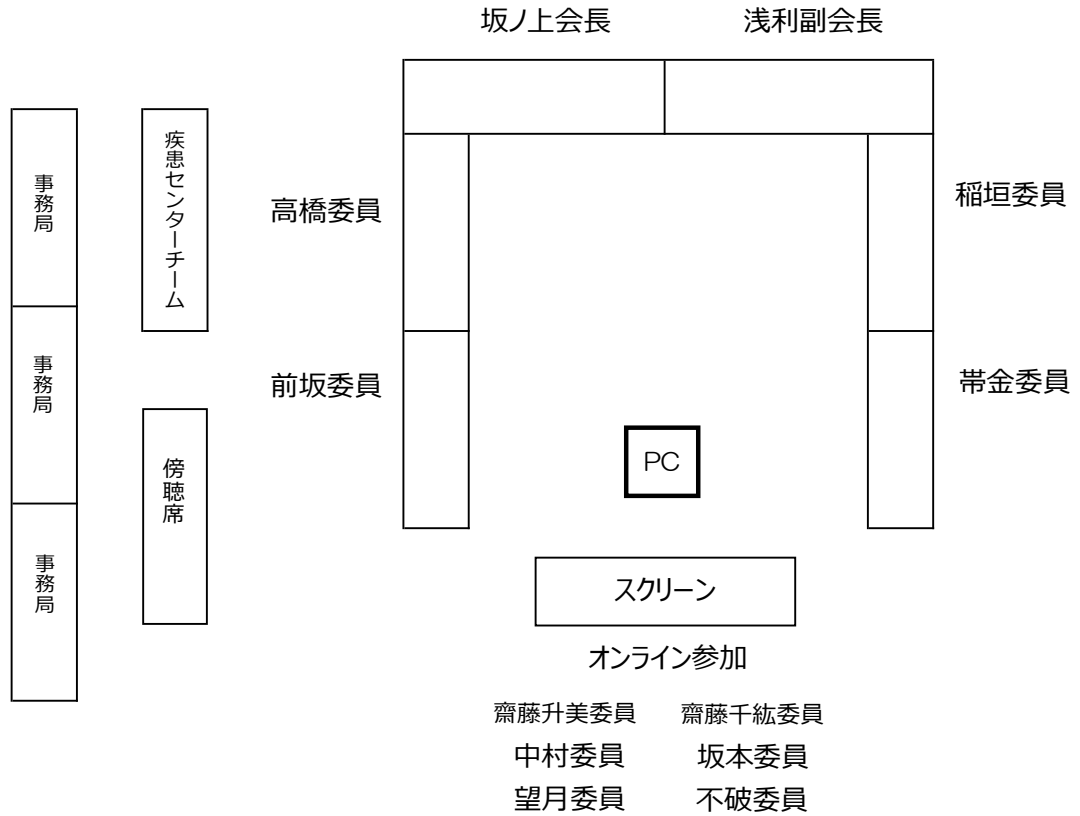 坂ノ上会長
浅利副会長
事務局
疾患センターチーム
高橋委員
稲垣委員
事務局
前坂委員
帯金委員
傍聴席
PC
事務局
スクリーン
オンライン参加
齋藤升美委員 齋藤千紘委員
中村委員 坂本委員
望月委員 不破委員